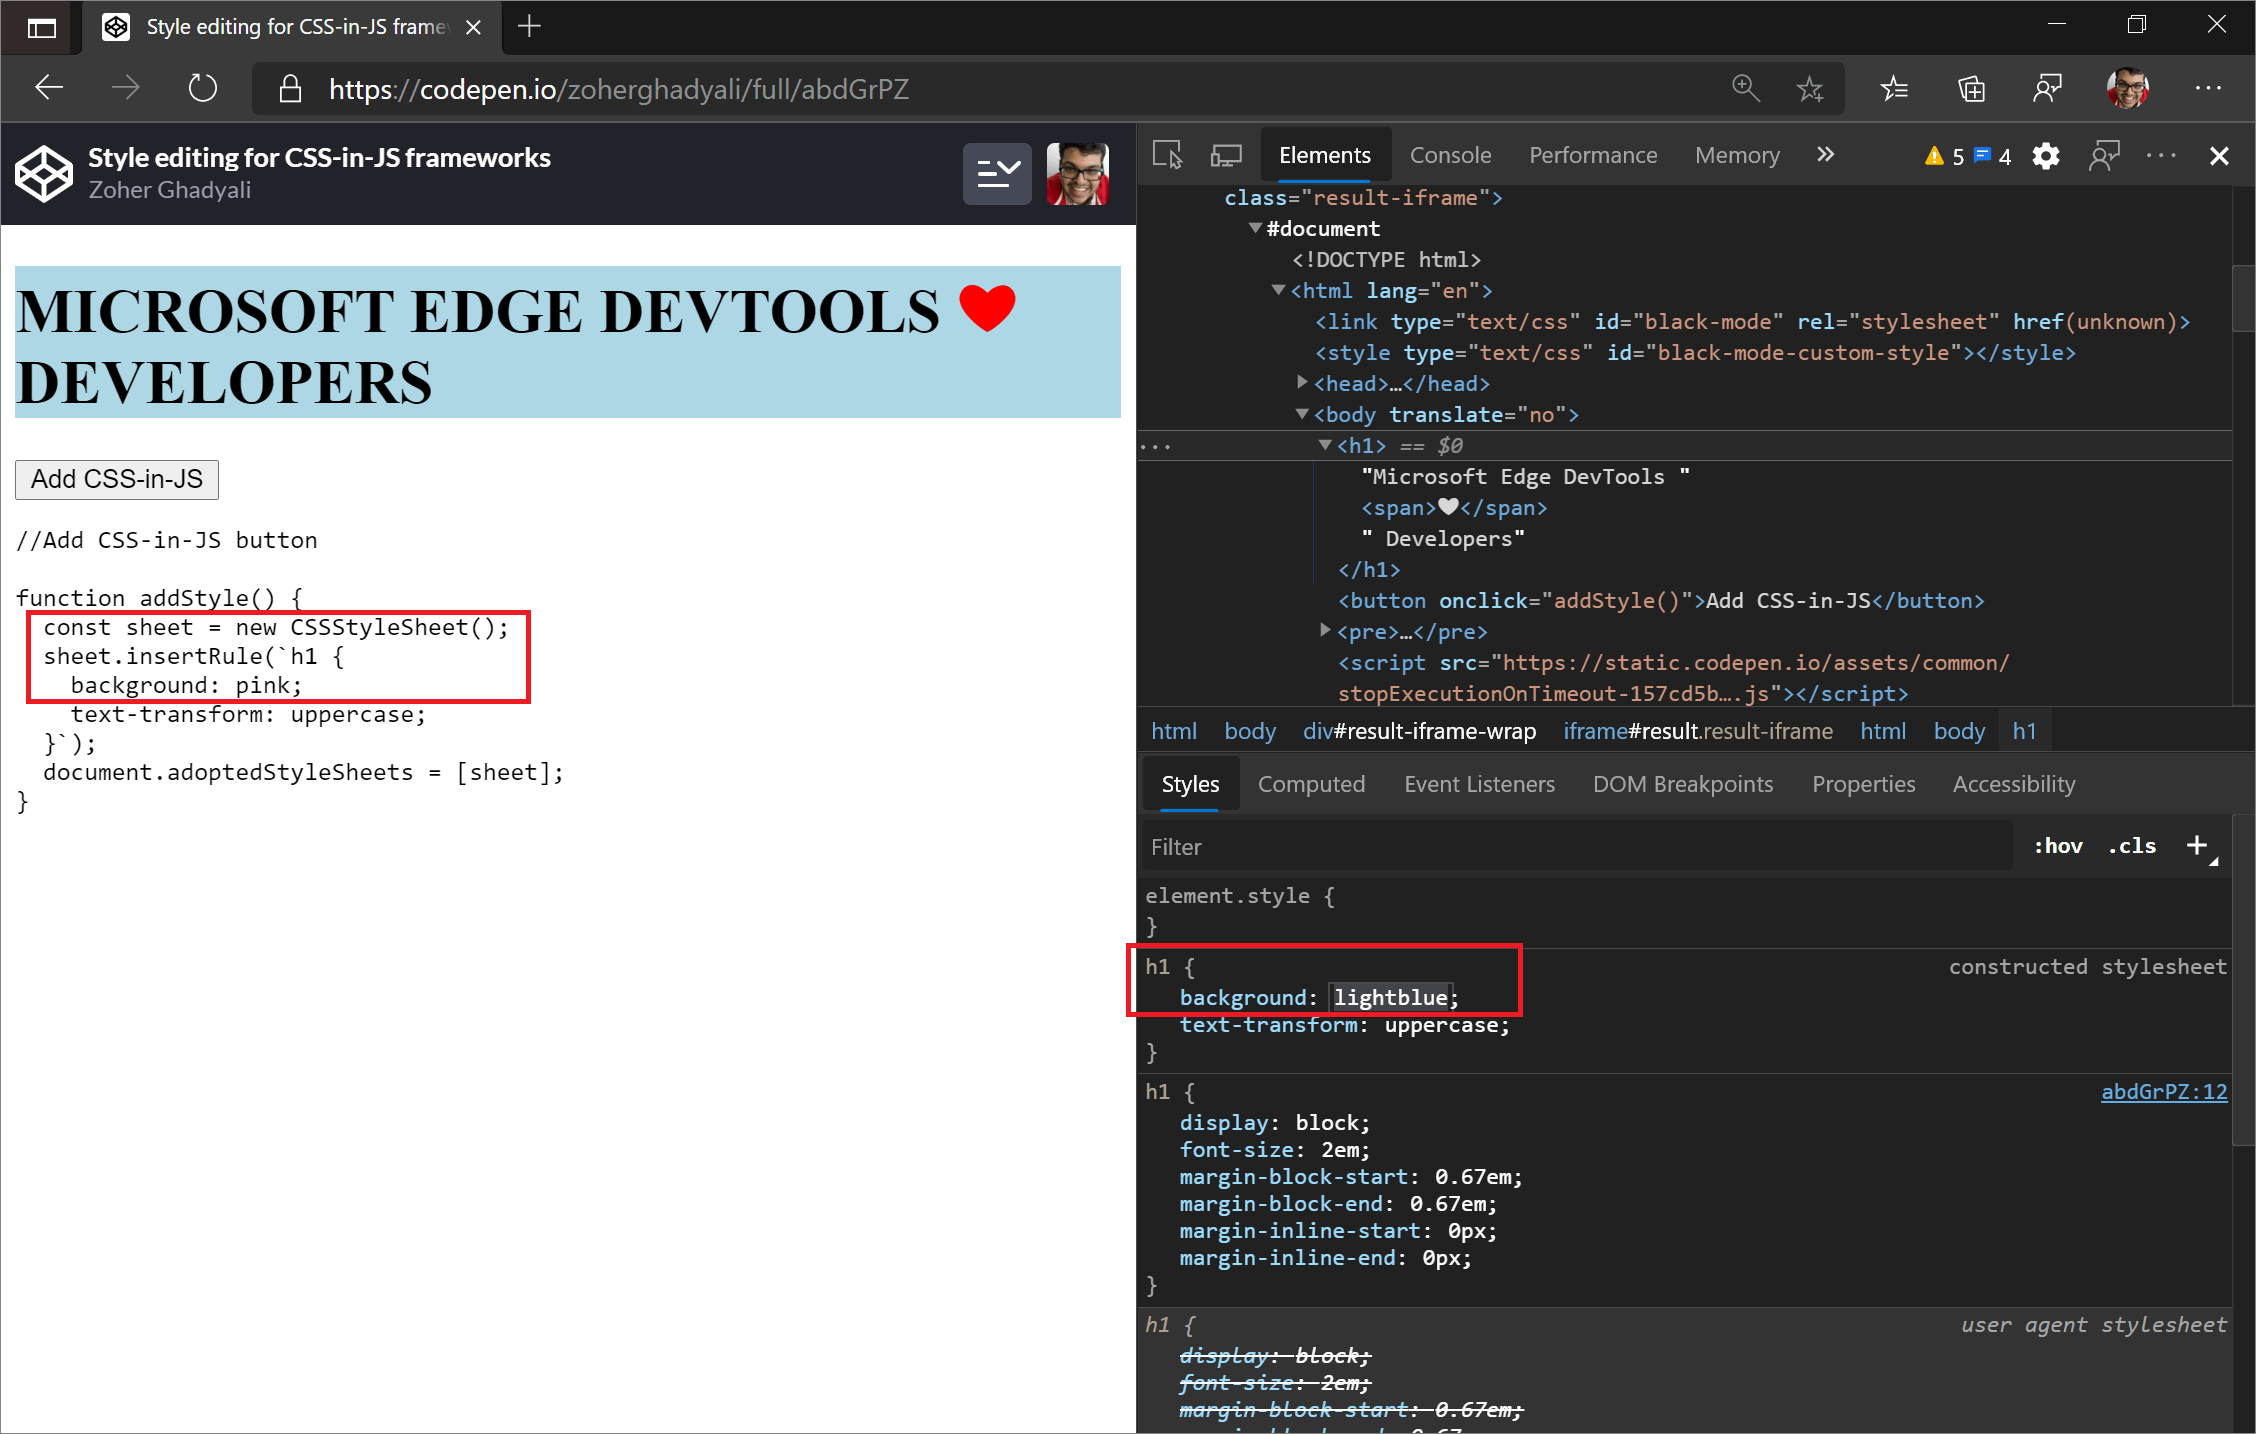 Style editing for CSS-in-JS frame
https://codepen.io/zoherghadyali/full/abdGrPZ
Style editing for CSS-in-JS frameworks
Zoher Ghadyali
MICROSOFT EDGE DEVTOOLS ❤
DEVELOPERS
Add CSS-in-JS
//Add CSS-in-JS button
function addStyle() {
const sheet = new CSSStyleSheet();
sheet.insertRule(`h1 {
background: pink;
text-transform: uppercase;
}`);
document.adoptedStyleSheets = [sheet];
}
Elements Console Performance Memory 5 4
class="result-iframe">
#document
<!DOCTYPE html>
<html lang="en">
<link type="text/css" id="black-mode" rel="stylesheet" href(unknown)>
<style type="text/css" id="black-mode-custom-style"></style>
<head>…</head>
<body translate="no">
<h1> == $0
"Microsoft Edge DevTools "
<span>❤</span>
" Developers"
</h1>
<button onclick="addStyle()">Add CSS-in-JS</button>
<pre>…</pre>
<script src="https://static.codepen.io/assets/common/
stopExecutionOnTimeout-157cd5b….js"></script>
html body div#result-iframe-wrap iframe#result.result-iframe html body h1
Styles Computed Event Listeners DOM Breakpoints Properties Accessibility
Filter :hov .cls +
element.style {
}
h1 { constructed stylesheet
background: lightblue;
text-transform: uppercase;
}
h1 { abdGrPZ:12
display: block;
font-size: 2em;
margin-block-start: 0.67em;
margin-block-end: 0.67em;
margin-inline-start: 0px;
margin-inline-end: 0px;
}
h1 { user agent stylesheet
display: block;
font-size: 2em;
margin-block-start: 0.67em;